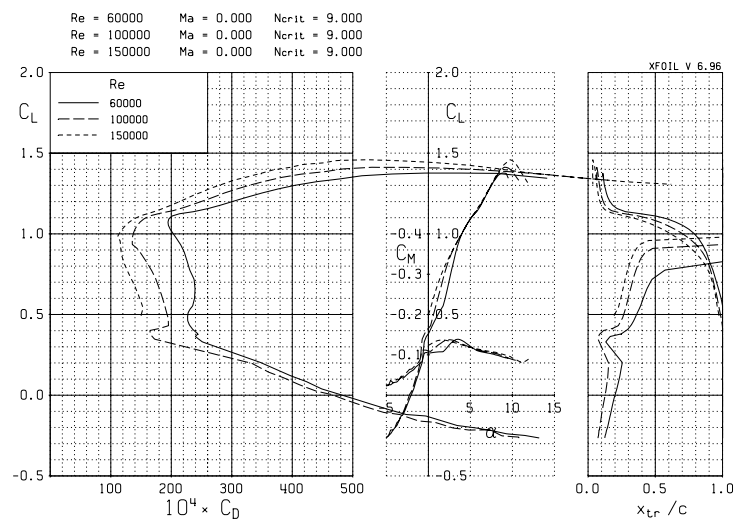 Re = 60000 Ma = 0.000 Ncrit = 9.000
Re = 100000 Ma = 0.000 Ncrit = 9.000
Re = 150000 Ma = 0.000 Ncrit = 9.000
XFOIL V 6.96
2.0 2.0
Re
CL CL
60000
100000
150000
1.5 1.5
1.0 -0.4 1.0
CM
-0.3
0.5 -0.2 0.5
-0.1
0.0 -5 5 10 15 0.0 0.5 1.0
α
-0.5 -0.5
100 200 300 400 500
10⁴ × CD
xtr /c